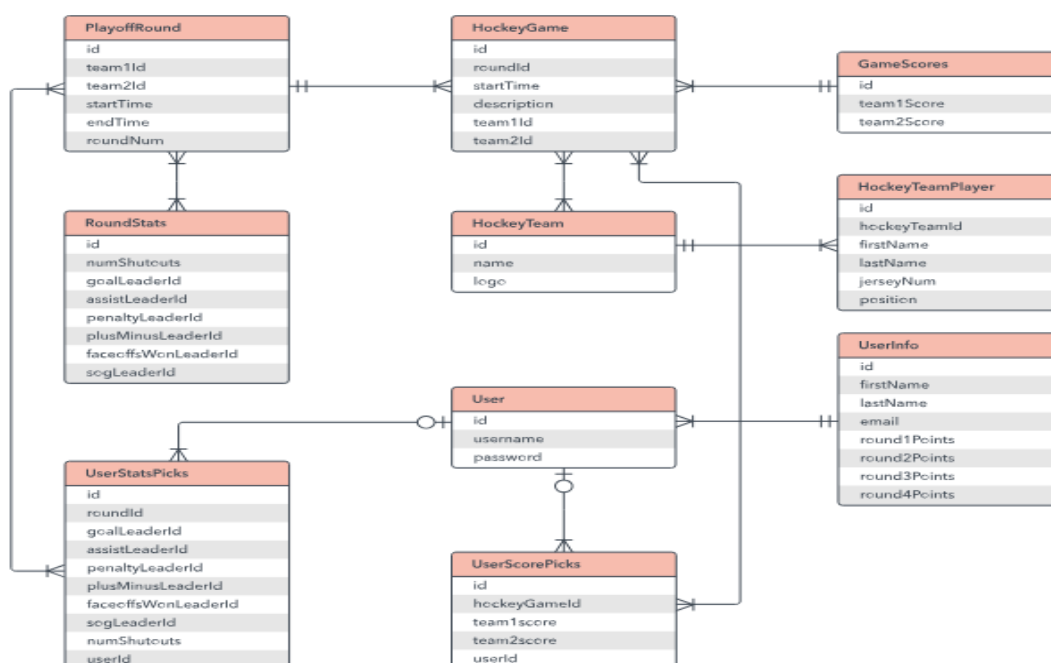 PlayoffRound
id
team1Id
team2Id
startTime
endTime
roundNum
HockeyGame
id
roundId
startTime
description
team1Id
team2Id
GameScores
id
team1Score
team2Score
RoundStats
id
numShutouts
goalLeaderId
assistLeaderId
penaltyLeaderId
plusMinusLeaderId
faceoffsWonLeaderId
sogLeaderId
HockeyTeam
id
name
logo
HockeyTeamPlayer
id
hockeyTeamId
firstName
lastName
jerseyNum
position
UserInfo
id
firstName
lastName
email
round1Points
round2Points
round3Points
round4Points
User
id
username
password
UserStatsPicks
id
roundId
goalLeaderId
assistLeaderId
penaltyLeaderId
plusMinusLeaderId
faceoffsWonLeaderId
sogLeaderId
numShutouts
userId
UserScorePicks
id
hockeyGameId
team1score
team2score
userId